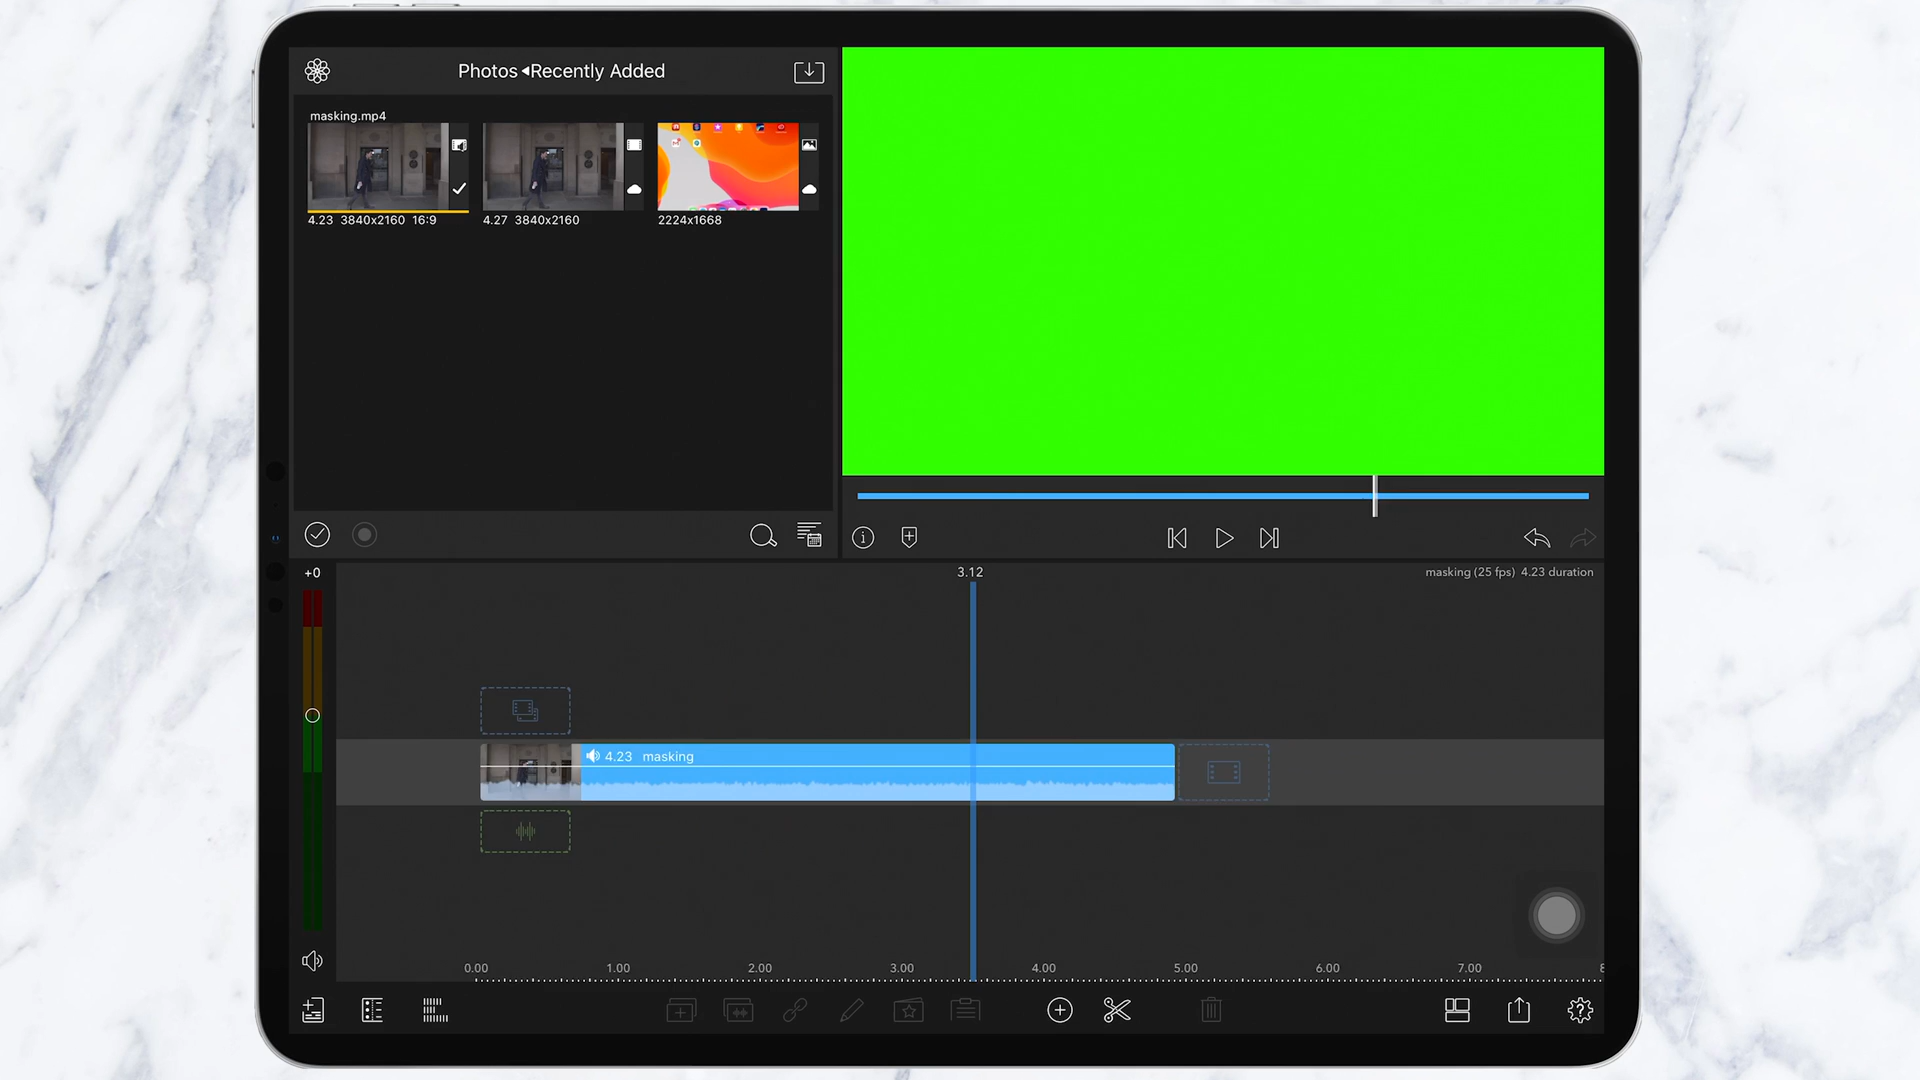 Photos ◂Recently Added
masking.mp4
4.23 3840x2160 16:9
4.27 3840x2160
2224x1668
+0
3.12
masking (25 fps) 4.23 duration
4.23 masking
0.00 1.00 2.00 3.00 4.00 5.00 6.00 7.00 8